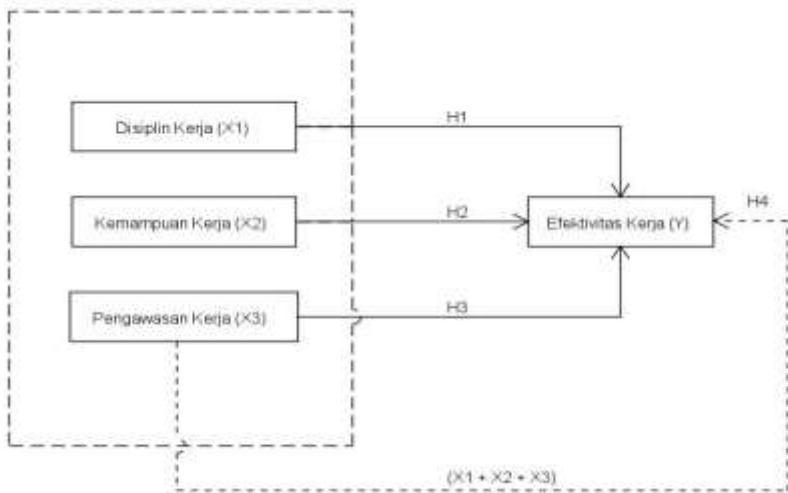 Disiplin Kerja (X1)
H1
Kemampuan Kerja (X2)
H2
Efektivitas Kerja (Y)
H4
Pengawasan Kerja (X3)
H3
(X1 + X2 + X3)